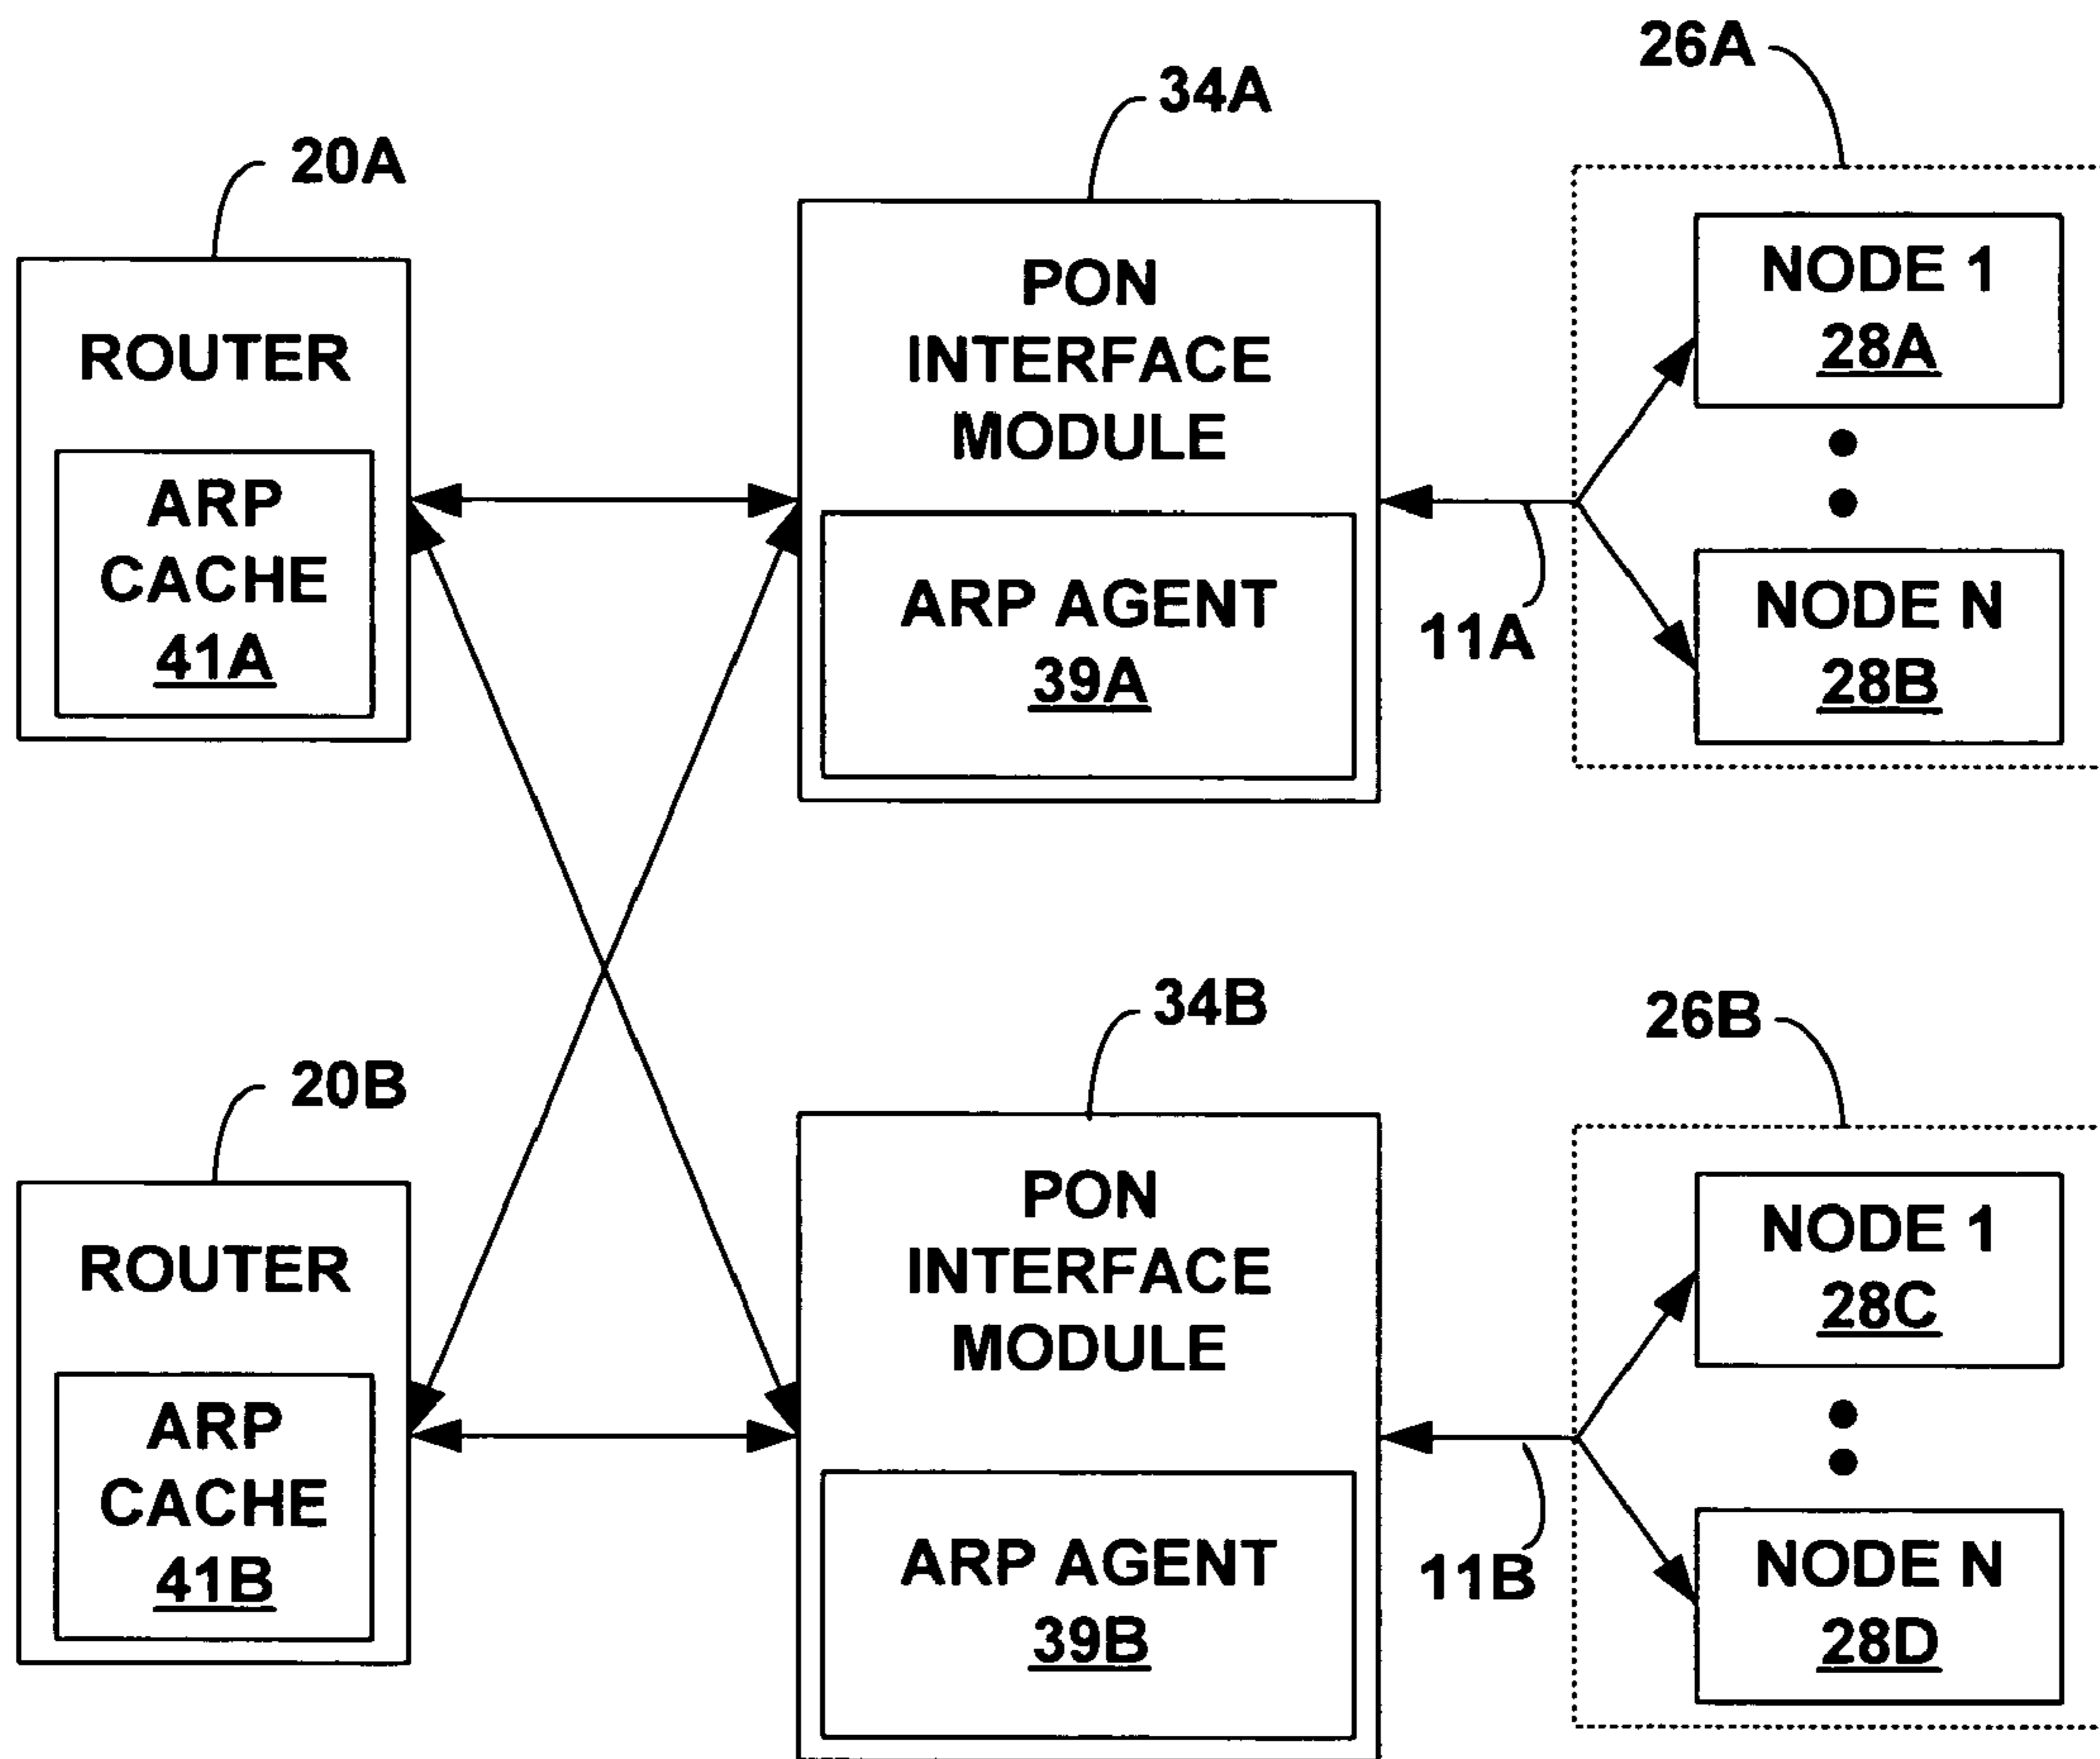 26A
34A
20A
ROUTER
ARP
CACHE
41A
PON
INTERFACE
MODULE
ARP AGENT
39A
11A
NODE 1
28A
NODE N
28B
34B
26B
20B
ROUTER
ARP
CACHE
41B
PON
INTERFACE
MODULE
ARP AGENT
39B
11B
NODE 1
28C
NODE N
28D